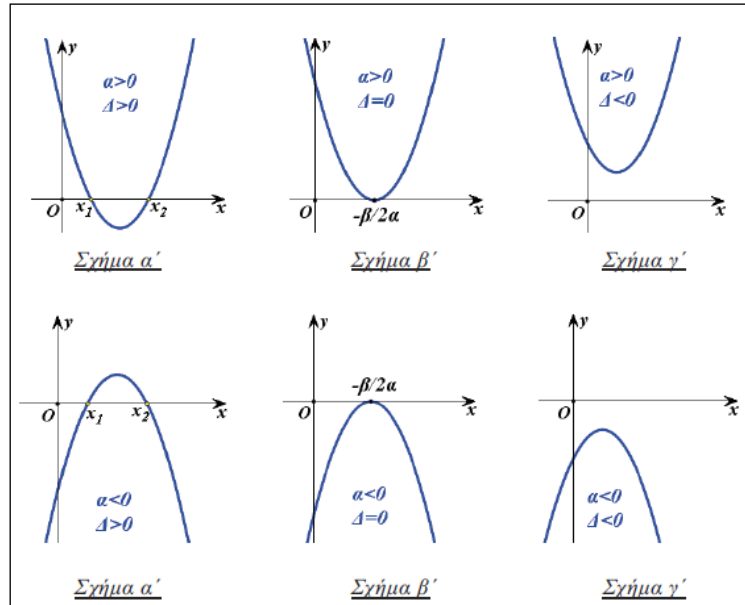 y y y
α>0 α>0 α>0
Δ>0 Δ=0 Δ<0
O x₁ x₂ x O -β/2α x O x
Σχήμα α΄ Σχήμα β΄ Σχήμα γ΄
y y y
-β/2α
O x₁ x₂ x O x O x
α<0 α<0 α<0
Δ>0 Δ=0 Δ<0
Σχήμα α΄ Σχήμα β΄ Σχήμα γ΄